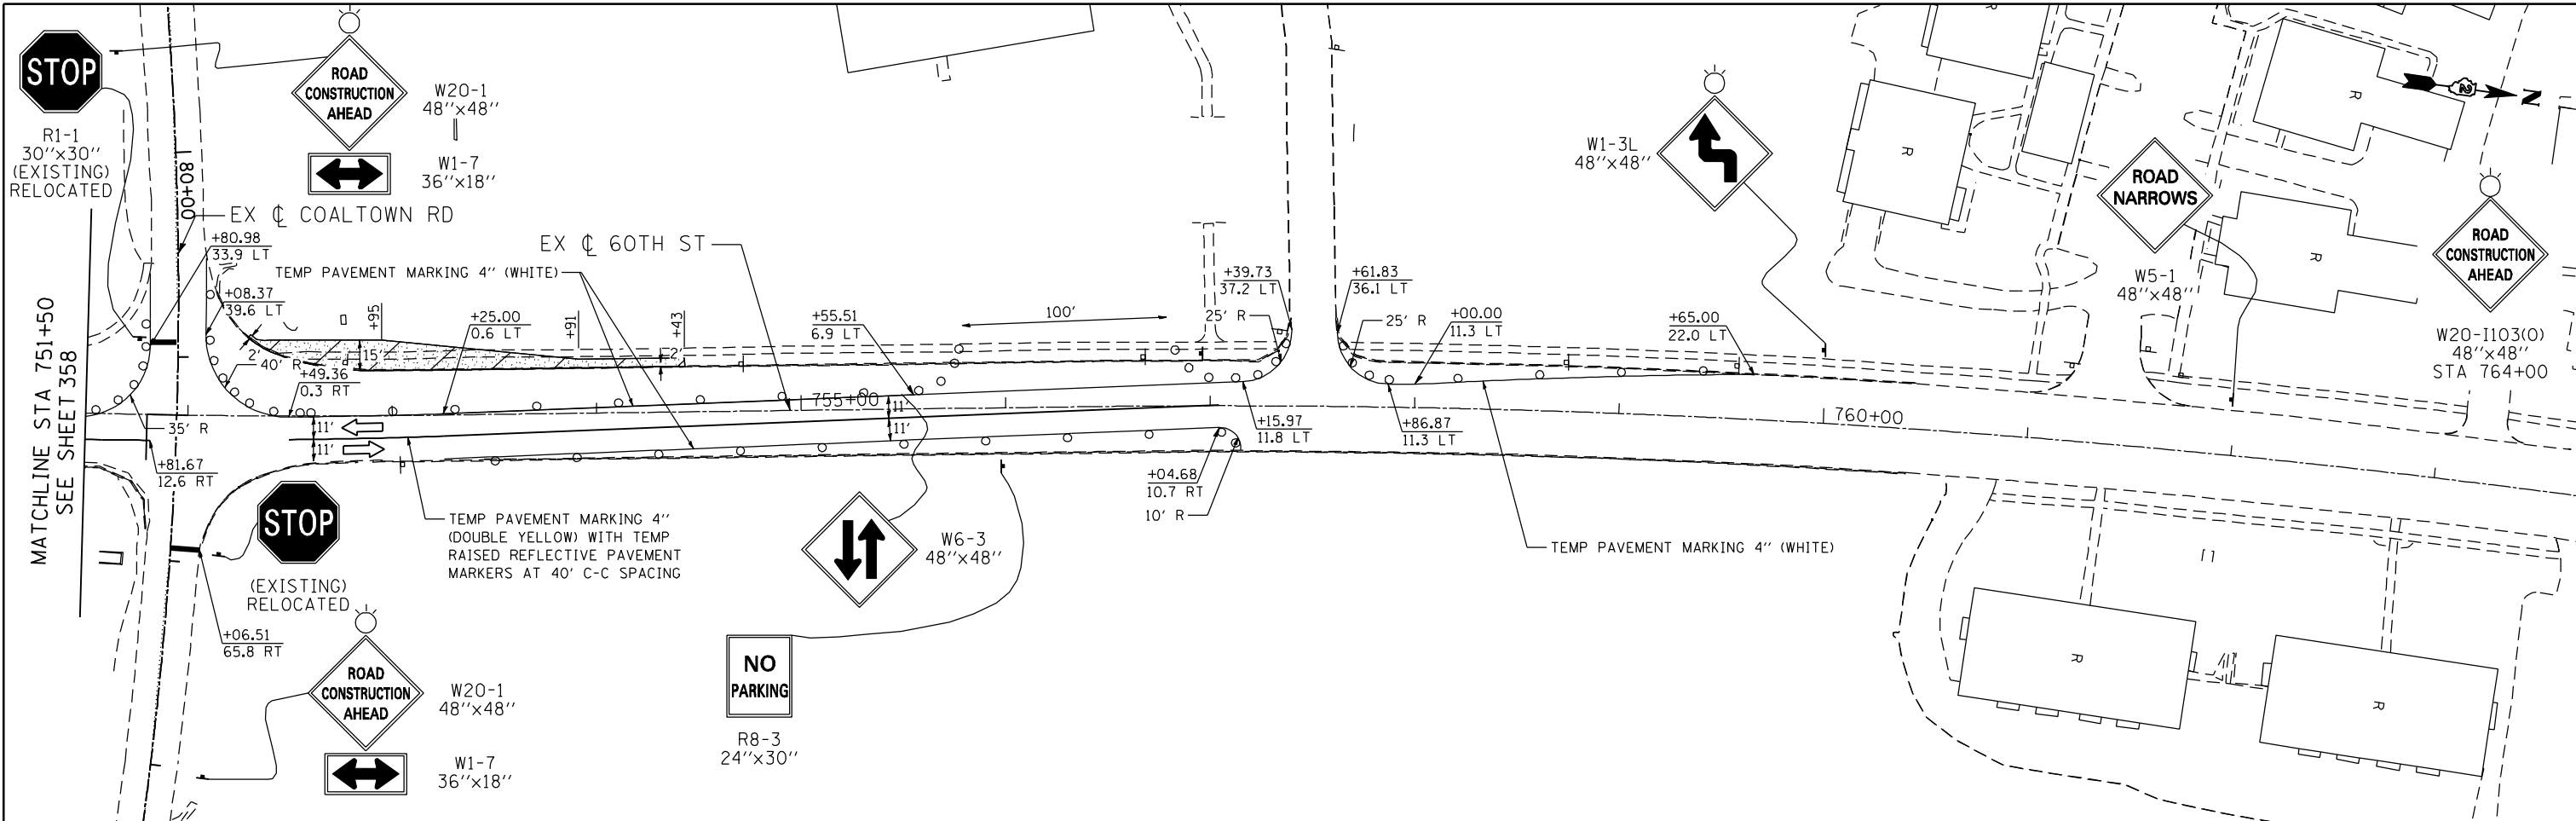 STOP
R1-1
30"x30"
(EXISTING)
RELOCATED
ROAD
CONSTRUCTION
AHEAD
W20-1
48"x48"
W1-7
36"x18"
80+00
EX ℄ COALTOWN RD
MATCHLINE STA 751+50
SEE SHEET 358
+80.98
33.9 LT
+08.37
39.6 LT
TEMP PAVEMENT MARKING 4" (WHITE)
EX ℄ 60TH ST
+95
+25.00
0.6 LT
+91
+43
2'
15'
2'
40' R
+49.36
0.3 RT
35' R
11'
11'
+81.67
12.6 RT
+55.51
6.9 LT
755+00
11'
11'
100'
+39.73
37.2 LT
25' R
+61.83
36.1 LT
25' R
+00.00
11.3 LT
+65.00
22.0 LT
+15.97
11.8 LT
+86.87
11.3 LT
760+00
+04.68
10.7 RT
10' R
W1-3L
48"x48"
ROAD
NARROWS
W5-1
48"x48"
ROAD
CONSTRUCTION
AHEAD
W20-I103(O)
48"x48"
STA 764+00
N
R
R
R
R
R
R
STOP
(EXISTING)
RELOCATED
+06.51
65.8 RT
TEMP PAVEMENT MARKING 4"
(DOUBLE YELLOW) WITH TEMP
RAISED REFLECTIVE PAVEMENT
MARKERS AT 40' C-C SPACING
W6-3
48"x48"
TEMP PAVEMENT MARKING 4" (WHITE)
ROAD
CONSTRUCTION
AHEAD
W20-1
48"x48"
W1-7
36"x18"
NO
PARKING
R8-3
24"x30"